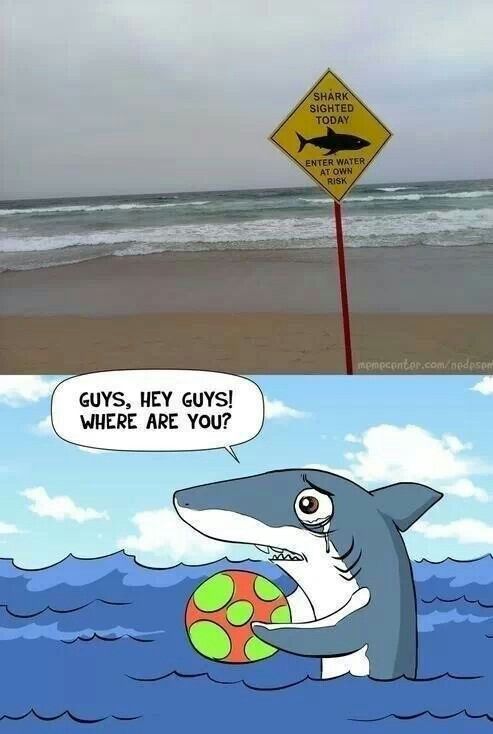 SHARK
SIGHTED
TODAY
ENTER WATER
AT OWN
RISK
GUYS, HEY GUYS!
WHERE ARE YOU?